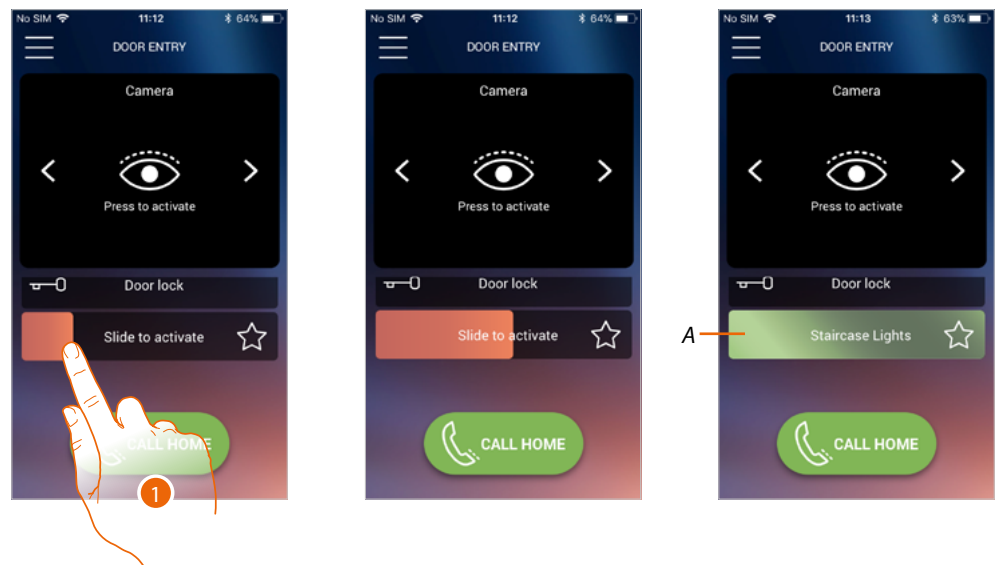 No SIM 11:12 64%
DOOR ENTRY
Camera
Press to activate
Door lock
Slide to activate
CALL HOME
1
No SIM 11:12 64%
DOOR ENTRY
Camera
Press to activate
Door lock
Slide to activate
CALL HOME
No SIM 11:13 63%
DOOR ENTRY
Camera
Press to activate
Door lock
A
Staircase Lights
CALL HOME